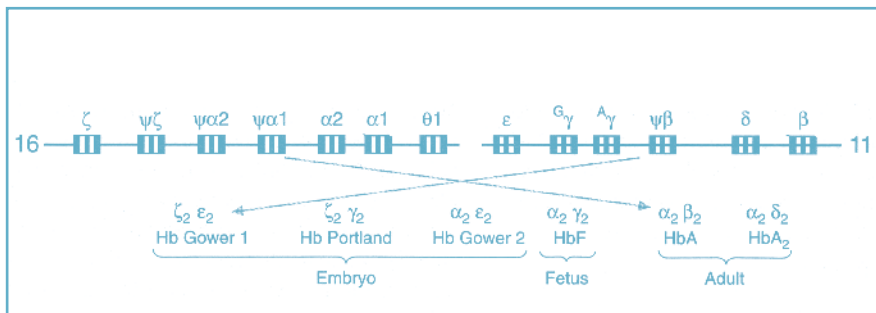 ζ ψζ ψα2 ψα1 α2 α1 θ1 ε Gγ Aγ ψβ δ β
16 11
ζ2 ε2 ζ2 γ2 α2 ε2 α2 γ2 α2 β2 α2 δ2
Hb Gower 1 Hb Portland Hb Gower 2 HbF HbA HbA2
Embryo Fetus Adult